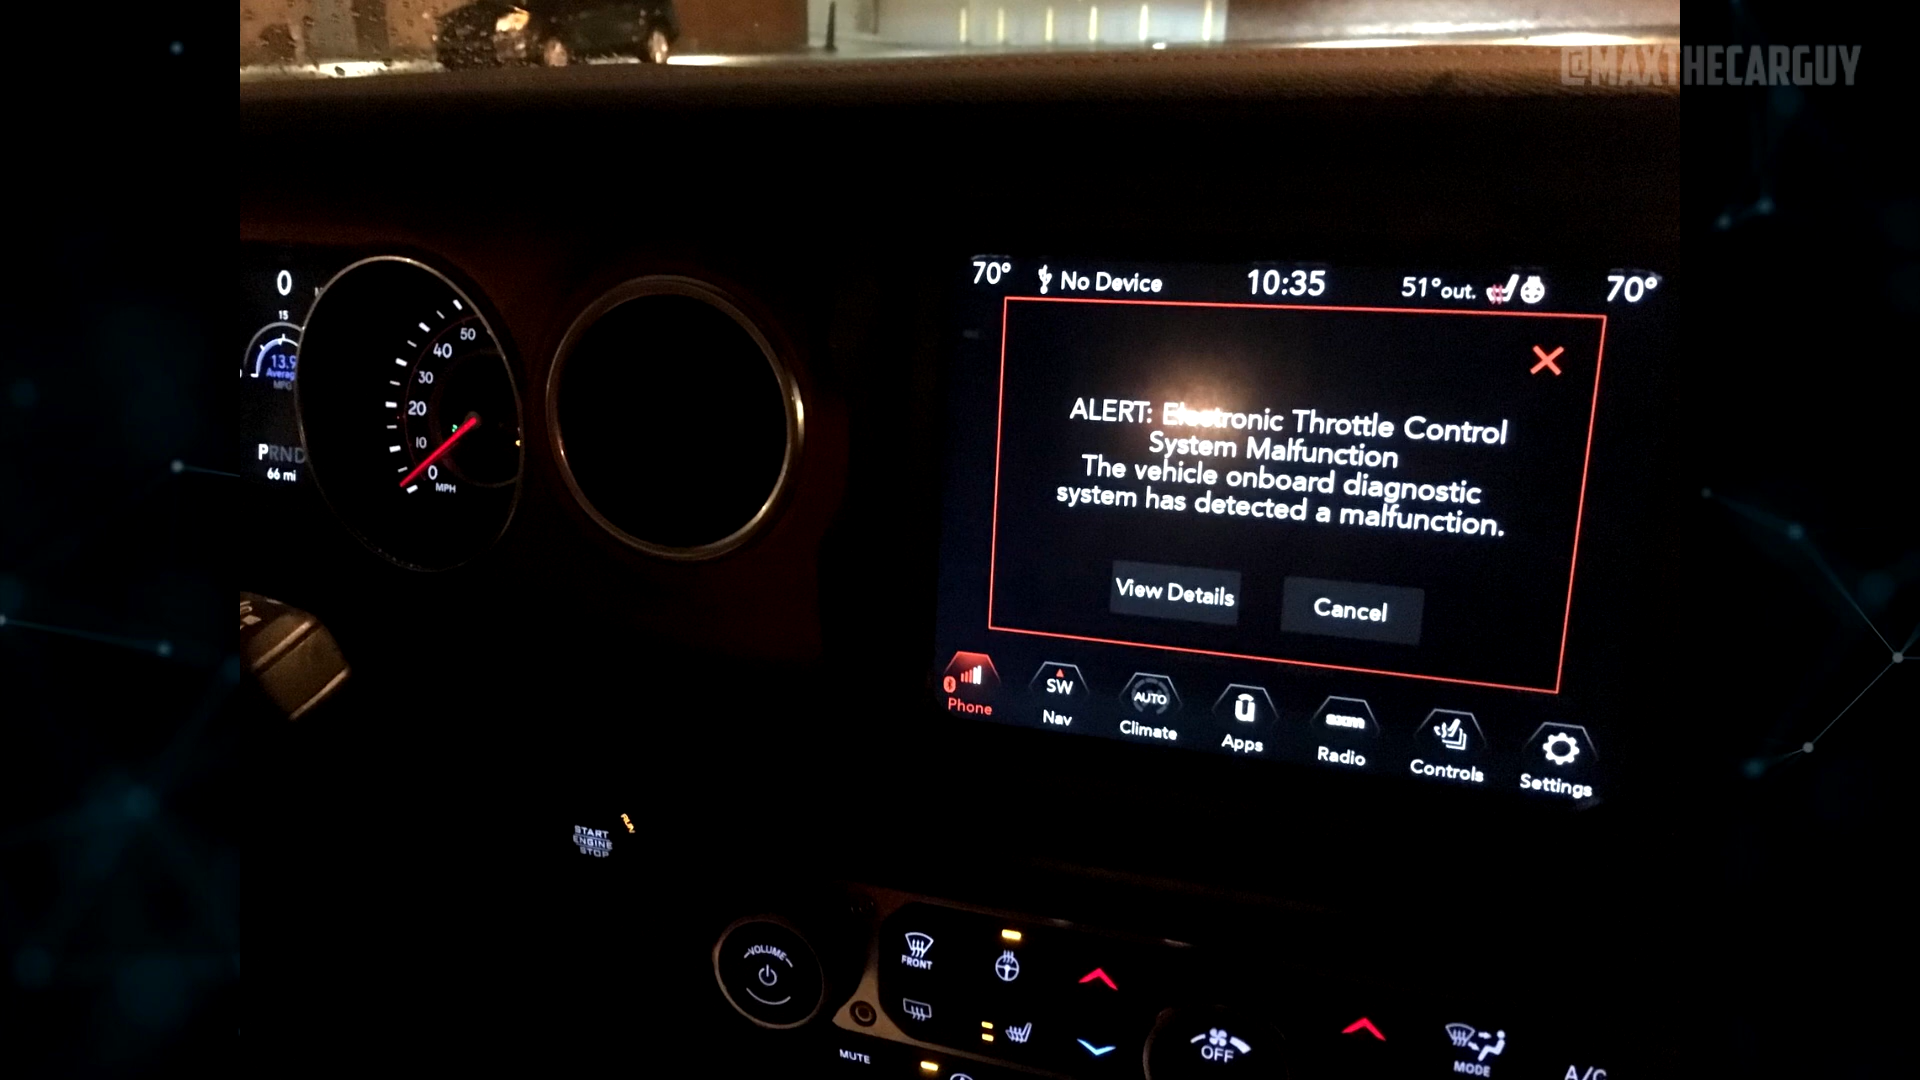 @MAXTHECARGUY
70°
No Device
10:35
51°out.
70°
ALERT: Electronic Throttle Control
System Malfunction
The vehicle onboard diagnostic
system has detected a malfunction.
View Details
Cancel
Phone
SW
Nav
AUTO
Climate
Apps
Radio
Controls
Settings
0
15
13.9
MPG
PRND
66 mi
50
40
30
20
10
0
MPH
START
ENGINE
STOP
RUN
VOLUME
MUTE
FRONT
OFF
MODE
A/C